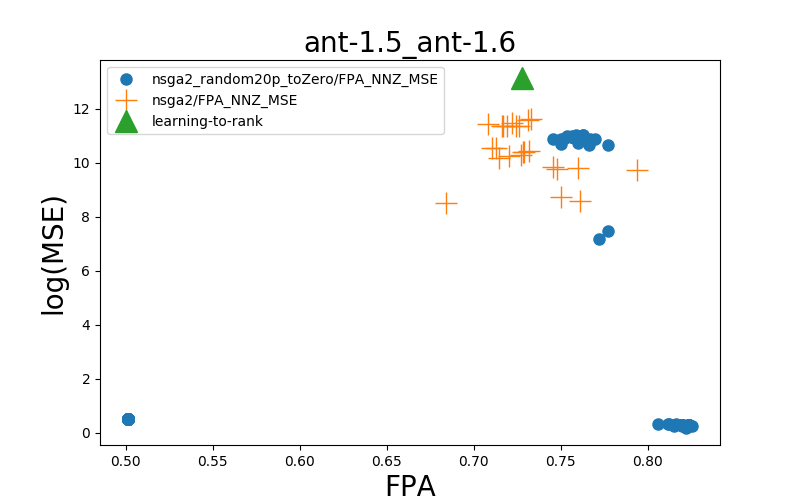 ant-1.5_ant-1.6
nsga2_random20p_toZero/FPA_NNZ_MSE
nsga2/FPA_NNZ_MSE
learning-to-rank
log(MSE)
12
10
8
6
4
2
0
0.50 0.55 0.60 0.65 0.70 0.75 0.80
FPA